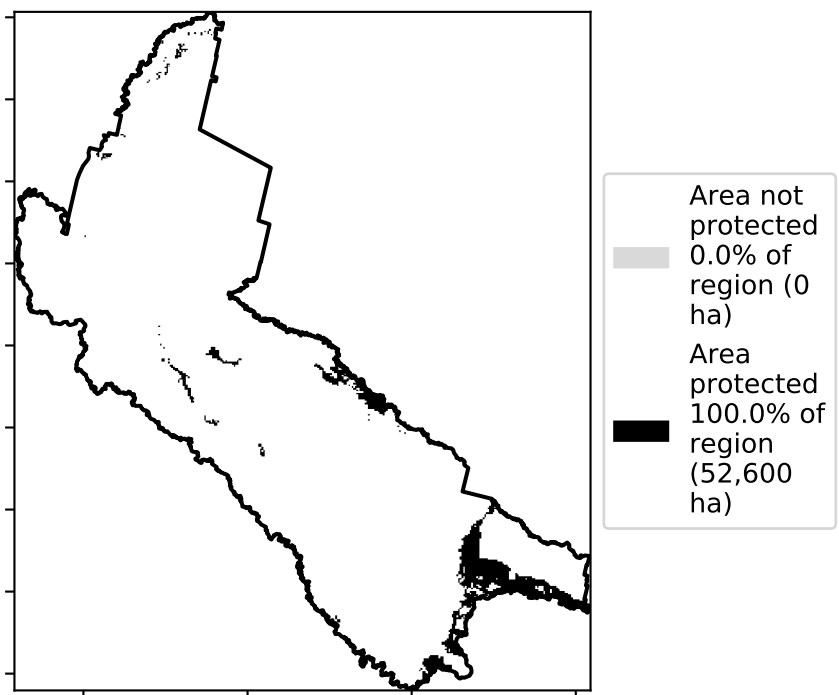 Area not
protected
0.0% of
region (0
ha)
Area
protected
100.0% of
region
(52,600
ha)